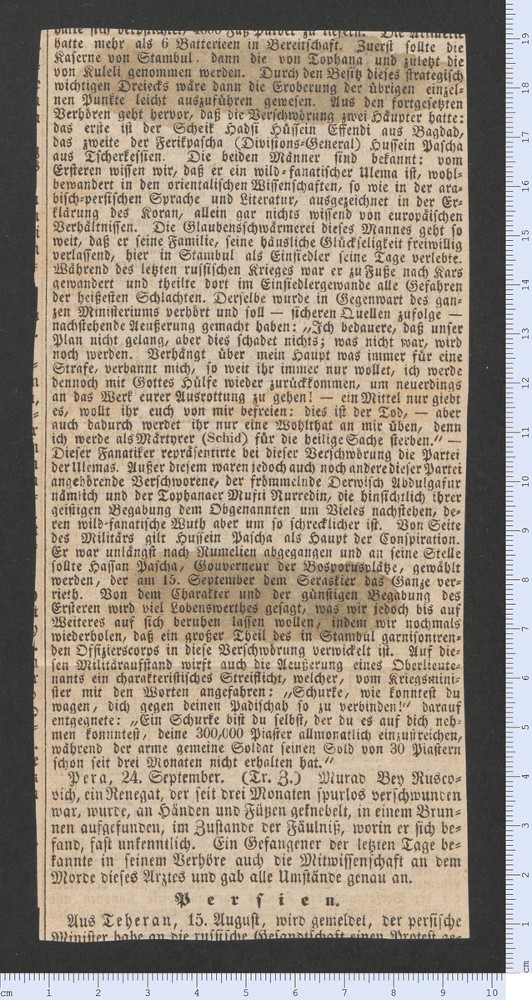 hatte sich verpflichtet, 1000 Fuß Pulver zu liefern. Die Artillerie
hatte mehr als 6 Batterieen in Bereitschaft. Zuerst sollte die
Kaserne von Stambul, dann die von Tophana und zuletzt die
von Kuleli genommen werden. Durch den Besitz dieses strategisch
wichtigen Dreiecks wäre dann die Eroberung der übrigen einzel-
nen Punkte leicht auszuführen gewesen. Aus den fortgesetzten
Verhören geht hervor, daß die Verschwörung zwei Häupter hatte:
das erste ist der Scheik Hadsi Hüssein Effendi aus Bagdad,
das zweite der Ferikpascha (Divisions-General) Hussein Pascha
aus Tscherkessien. Die beiden Männer sind bekannt: vom
Ersteren wissen wir, daß er ein wild-fanatischer Ulema ist, wohl-
bewandert in den orientalischen Wissenschaften, so wie in der ara-
bisch-persischen Sprache und Literatur, ausgezeichnet in der Er-
klärung des Koran, allein gar nichts wissend von europäischen
Verhältnissen. Die Glaubensschwärmerei dieses Mannes geht so
weit, daß er seine Familie, seine häusliche Glückseligkeit freiwillig
verlassend, hier in Stambul als Einsiedler seine Tage verlebte.
Während des letzten russischen Krieges war er zu Fuße nach Kars
gewandert und theilte dort im Einsiedlergewande alle Gefahren
der heißesten Schlachten. Derselbe wurde in Gegenwart des gan-
zen Ministeriums verhört und soll — sicheren Quellen zufolge —
nachstehende Aeußerung gemacht haben: „Ich bedauere, daß unser
Plan nicht gelang, aber dies schadet nichts; was nicht war, wird
noch werden. Verhängt über mein Haupt was immer für eine
Strafe, verbannt mich, so weit ihr immer nur wollet, ich werde
dennoch mit Gottes Hülfe wieder zurückkommen, um neuerdings
an das Werk eurer Ausrottung zu gehen! — ein Mittel nur giebt
es, wollt ihr euch von mir befreien: dies ist der Tod, — aber
auch dadurch werdet ihr nur eine Wohlthat an mir üben, denn
ich werde als Märtyrer (Schid) für die heilige Sache sterben.“ —
Dieser Fanatiker repräsentirte bei dieser Verschwörung die Partei
der Ulemas. Außer diesem waren jedoch auch noch andere dieser Partei
angehörende Verschworene, der frömmelnde Derwisch Abdulgafur
nämlich und der Tophanaer Mufti Nurredin, die hinsichtlich ihrer
geistigen Begabung dem Obgenannten um Vieles nachstehen, de-
ren wild-fanatische Wuth aber um so schrecklicher ist. Von Seite
des Militärs gilt Hussein Pascha als Haupt der Conspiration.
Er war unlängst nach Rumelien abgegangen und an seine Stelle
sollte Hassan Pascha, Gouverneur der Bosporusplätze, gewählt
werden, der am 15. September dem Seraskier das Ganze ver-
rieth. Von dem Charakter und der günstigen Begabung des
Ersteren wird viel Lobenswerthes gesagt, was wir jedoch bis auf
Weiteres auf sich beruhen lassen wollen, indem wir nochmals
wiederholen, daß ein großer Theil des in Stambul garnisoniren-
den Offizierscorps in diese Verschwörung verwickelt ist. Auf die-
sen Militäraufstand wirft auch die Aeußerung eines Oberlieute-
nants ein charakteristisches Streiflicht, welcher, vom Kriegsmini-
ster mit den Worten angefahren: „Schurke, wie konntest du
wagen, dich gegen deinen Padischah so zu verbinden!“ darauf
entgegnete: „Ein Schurke bist du selbst, der du es auf dich neh-
men konntest, deine 300,000 Piaster allmonatlich einzustreichen,
während der arme gemeine Soldat seinen Sold von 30 Piastern
schon seit drei Monaten nicht erhalten hat.“
Pera, 24. September. (Tr. Z.) Murad Bey Rusco-
vich, ein Renegat, der seit drei Monaten spurlos verschwunden
war, wurde, an Händen und Füßen geknebelt, in einem Brun-
nen aufgefunden, im Zustande der Fäulniß, worin er sich be-
fand, fast unkenntlich. Ein Gefangener der letzten Tage be-
kannte in seinem Verhöre auch die Mitwissenschaft an dem
Morde dieses Arztes und gab alle Umstände genau an.
Persien.
Aus Teheran, 15. August, wird gemeldet, der persische
Minister habe an die russische Gesandtschaft einen Protest ge-